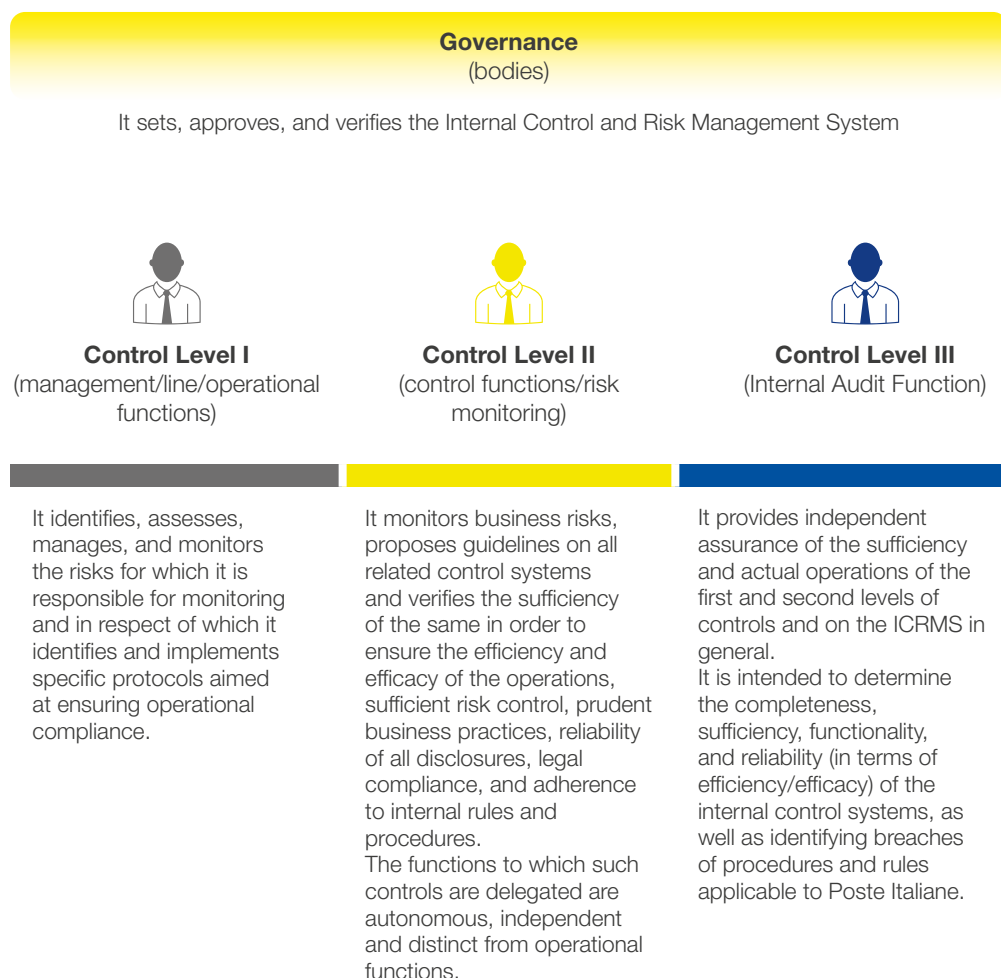 Governance
(bodies)
It sets, approves, and verifies the Internal Control and Risk Management System
Control Level I
(management/line/operational
functions)
Control Level II
(control functions/risk
monitoring)
Control Level III
(Internal Audit Function)
It identifies, assesses,
manages, and monitors
the risks for which it is
responsible for monitoring
and in respect of which it
identifies and implements
specific protocols aimed
at ensuring operational
compliance.
It monitors business risks,
proposes guidelines on all
related control systems
and verifies the sufficiency
of the same in order to
ensure the efficiency and
efficacy of the operations,
sufficient risk control, prudent
business practices, reliability
of all disclosures, legal
compliance, and adherence
to internal rules and
procedures.
The functions to which such
controls are delegated are
autonomous, independent
and distinct from operational
functions.
It provides independent
assurance of the sufficiency
and actual operations of the
first and second levels of
controls and on the ICRMS in
general.
It is intended to determine
the completeness,
sufficiency, functionality,
and reliability (in terms of
efficiency/efficacy) of the
internal control systems, as
well as identifying breaches
of procedures and rules
applicable to Poste Italiane.